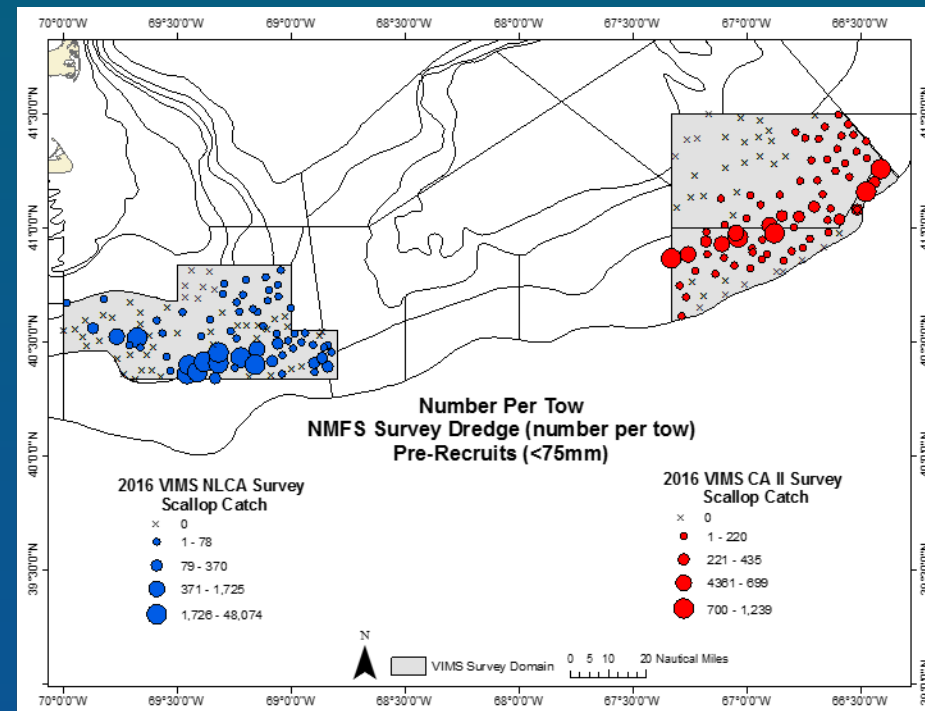 70°0'0"W 69°30'0"W 69°0'0"W 68°30'0"W 68°0'0"W 67°30'0"W 67°0'0"W 66°30'0"W
41°30'0"N
41°0'0"N
40°30'0"N
40°0'0"N
39°30'0"N
Number Per Tow
NMFS Survey Dredge (number per tow)
Pre-Recruits (<75mm)
2016 VIMS NLCA Survey
Scallop Catch
0
1 - 78
79 - 370
371 - 1,725
1,726 - 48,074
2016 VIMS CA II Survey
Scallop Catch
0
1 - 220
221 - 435
4361 - 699
700 - 1,239
N
VIMS Survey Domain
0 5 10 20 Nautical Miles
70°0'0"W 69°30'0"W 69°0'0"W 68°30'0"W 68°0'0"W 67°30'0"W 67°0'0"W 66°30'0"W